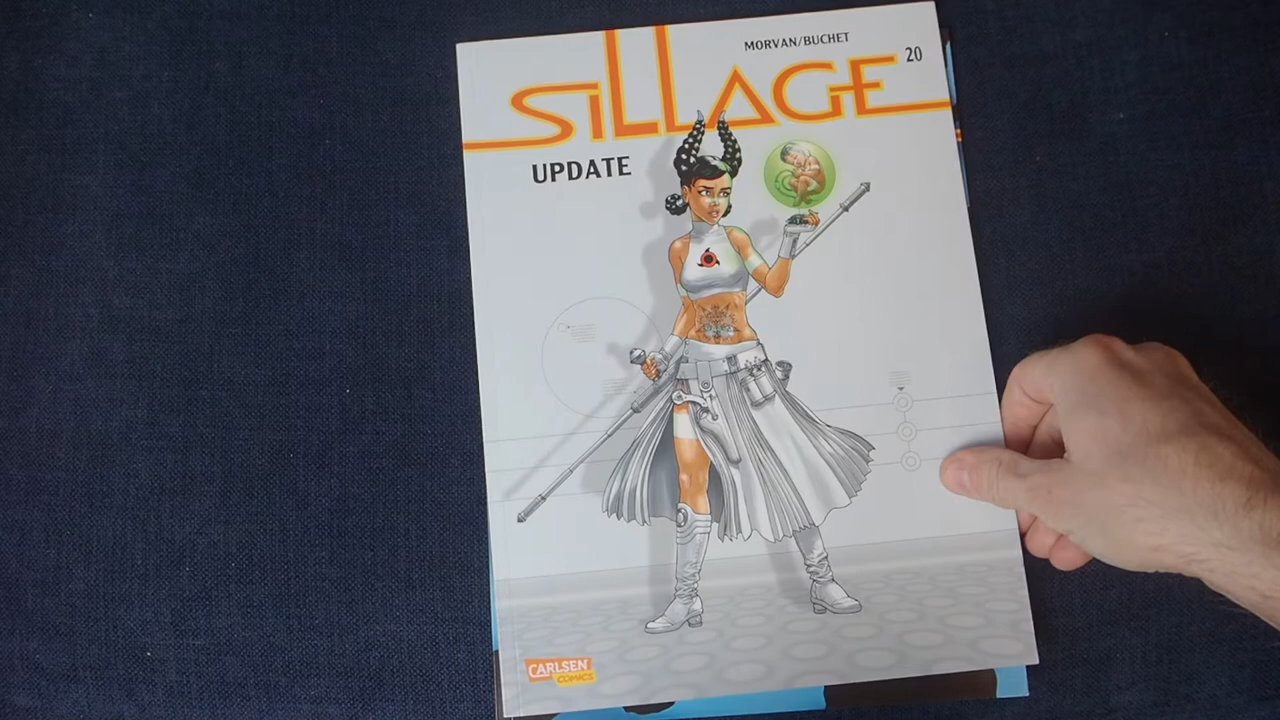 MORVAN/BUCHET
20
SILLAGE
UPDATE
CARLSEN
COMICS